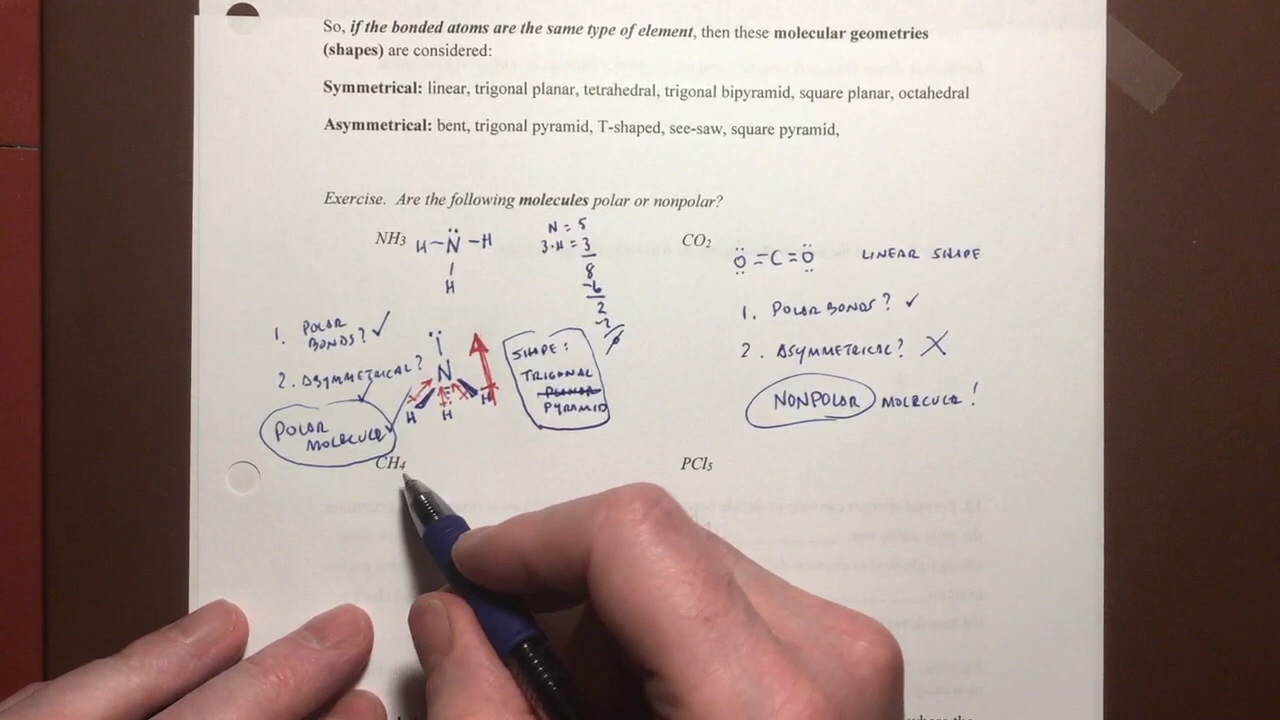 So, if the bonded atoms are the same type of element, then these molecular geometries
(shapes) are considered:
Symmetrical: linear, trigonal planar, tetrahedral, trigonal bipyramid, square planar, octahedral
Asymmetrical: bent, trigonal pyramid, T-shaped, see-saw, square pyramid,
Exercise. Are the following molecules polar or nonpolar?
NH3
H-N-H
H
N = 5
3·H = 3
8
-6
2
-2
0
1. POLAR
BONDS? ✓
2. ASYMMETRICAL?
✓
POLAR
MOLECULE
N
H H H
SHAPE:
TRIGONAL
PLANAR
PYRAMID
CO2
O=C=O LINEAR SHAPE
1. POLAR BONDS? ✓
2. ASYMMETRICAL? X
NONPOLAR MOLECULE!
CH4
PCl5